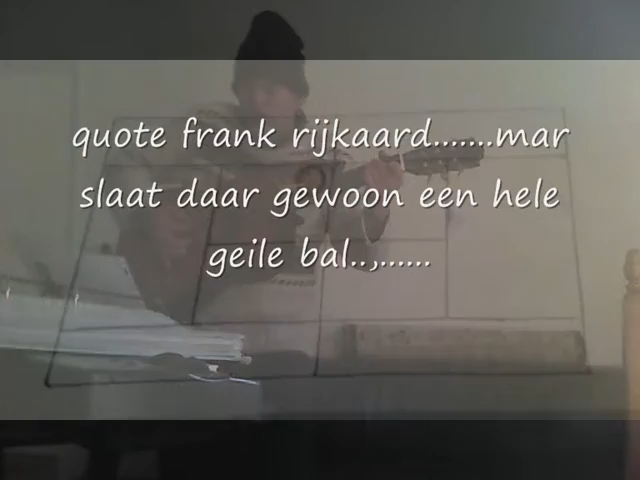 quote frank rijkaard.......mar
slaat daar gewoon een hele
geile bal..,......